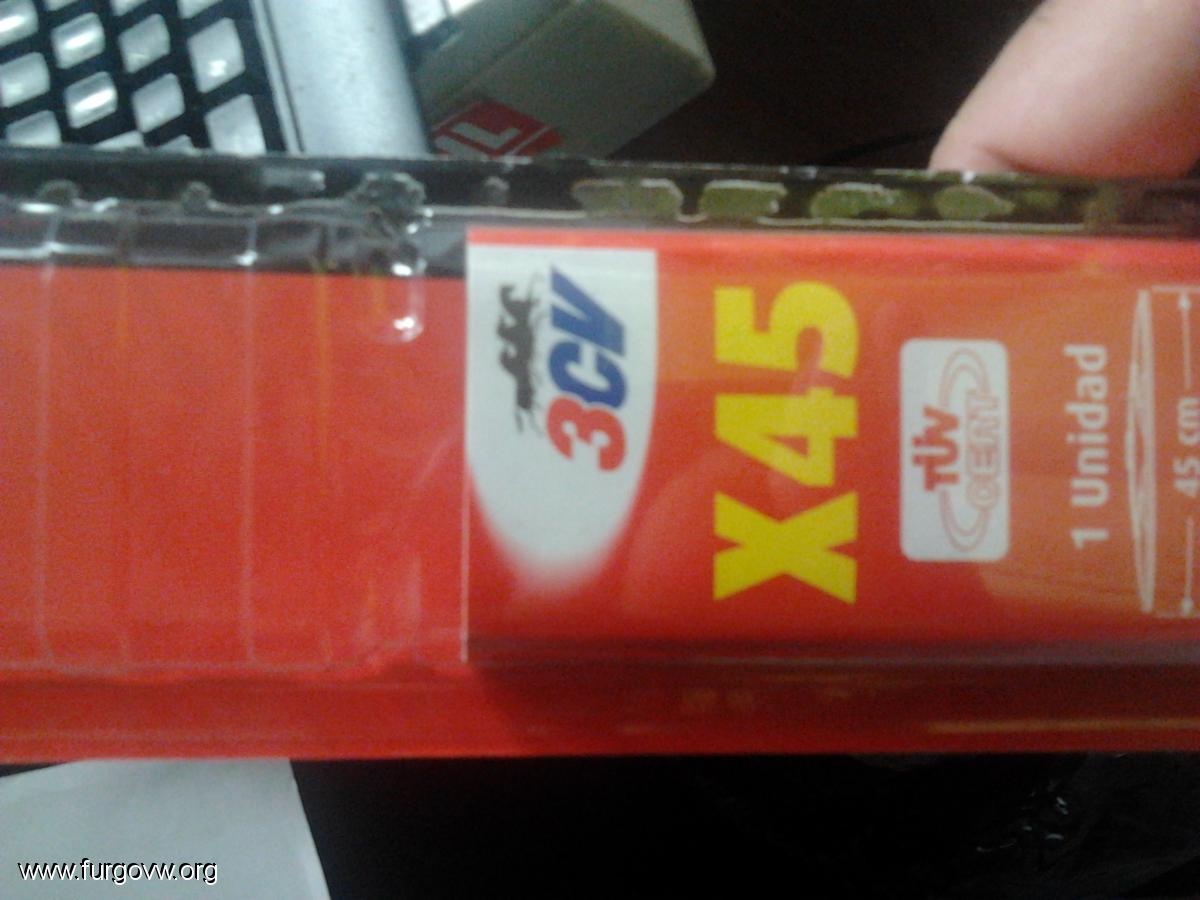 3CV
X45
TÜV
CERT
1 Unidad
45 cm
L
www.furgovw.org